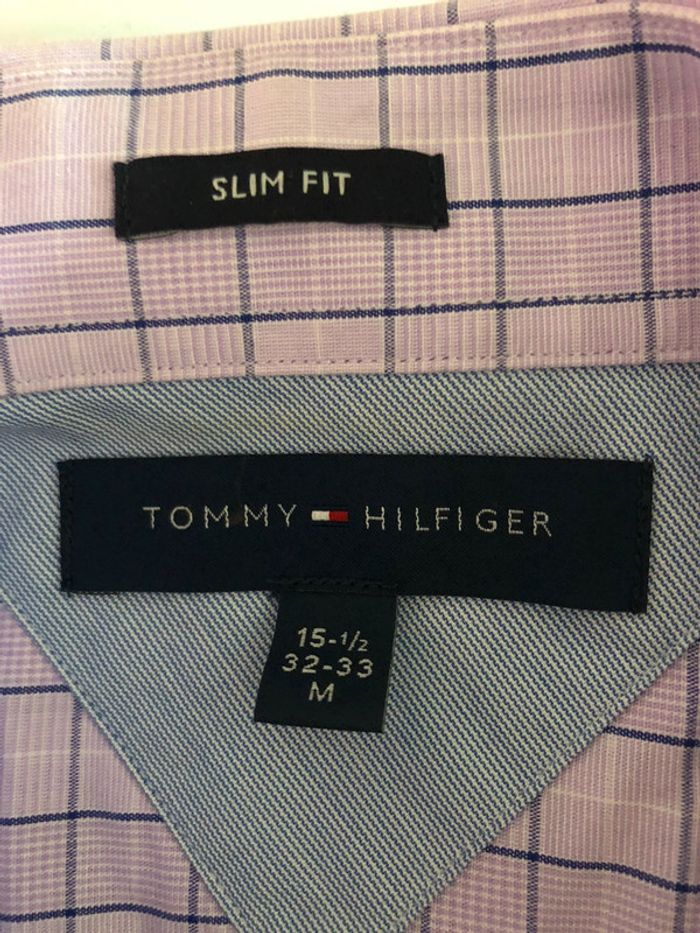 SLIM FIT
TOMMY HILFIGER
15-1/2
32-33
M